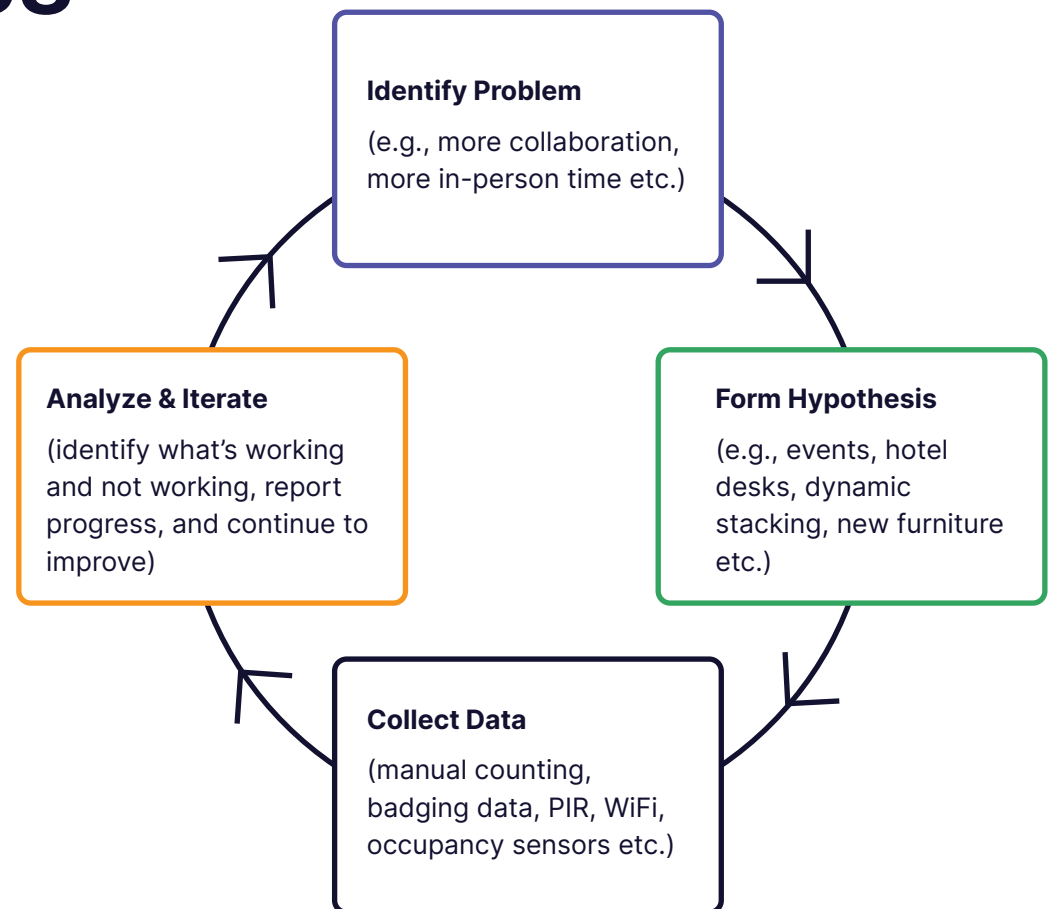 Identify Problem
(e.g., more collaboration,
more in-person time etc.)
Form Hypothesis
(e.g., events, hotel
desks, dynamic
stacking, new furniture
etc.)
Collect Data
(manual counting,
badging data, PIR, WiFi,
occupancy sensors etc.)
Analyze & Iterate
(identify what’s working
and not working, report
progress, and continue to
improve)